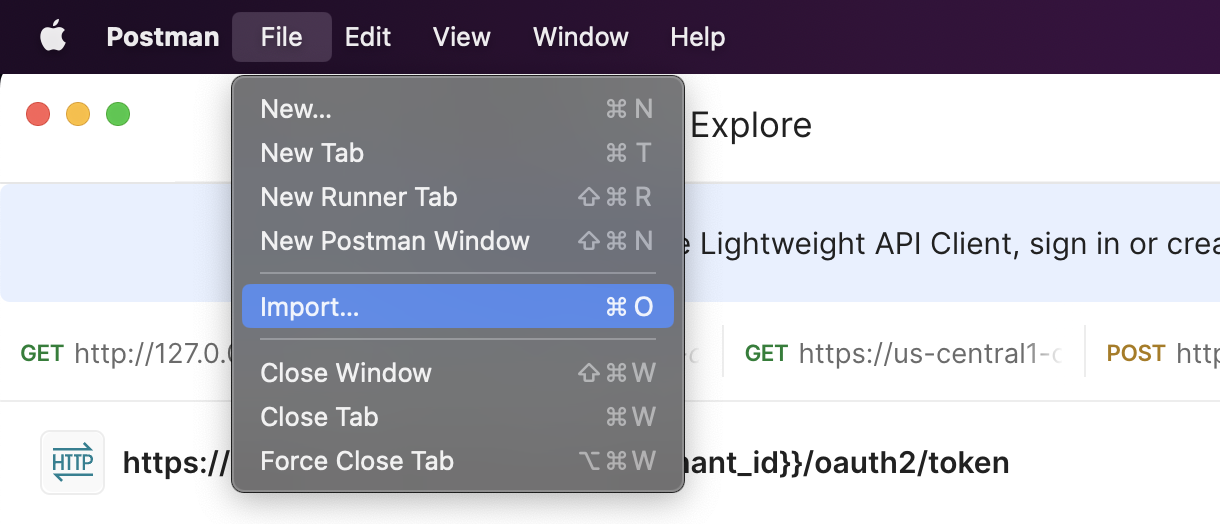 Postman File Edit View Window Help
New... ⌘ N
Explore
New Tab ⌘ T
New Runner Tab ⇧ ⌘ R
New Postman Window ⇧ ⌘ N
Lightweight API Client, sign in or crea
Import... ⌘ O
GET http://127.0.0 GET https://us-central1-c POST http
Close Window ⇧ ⌘ W
Close Tab ⌘ W
HTTP https:// nant_id}}/oauth2/token
Force Close Tab ⌥ ⌘ W